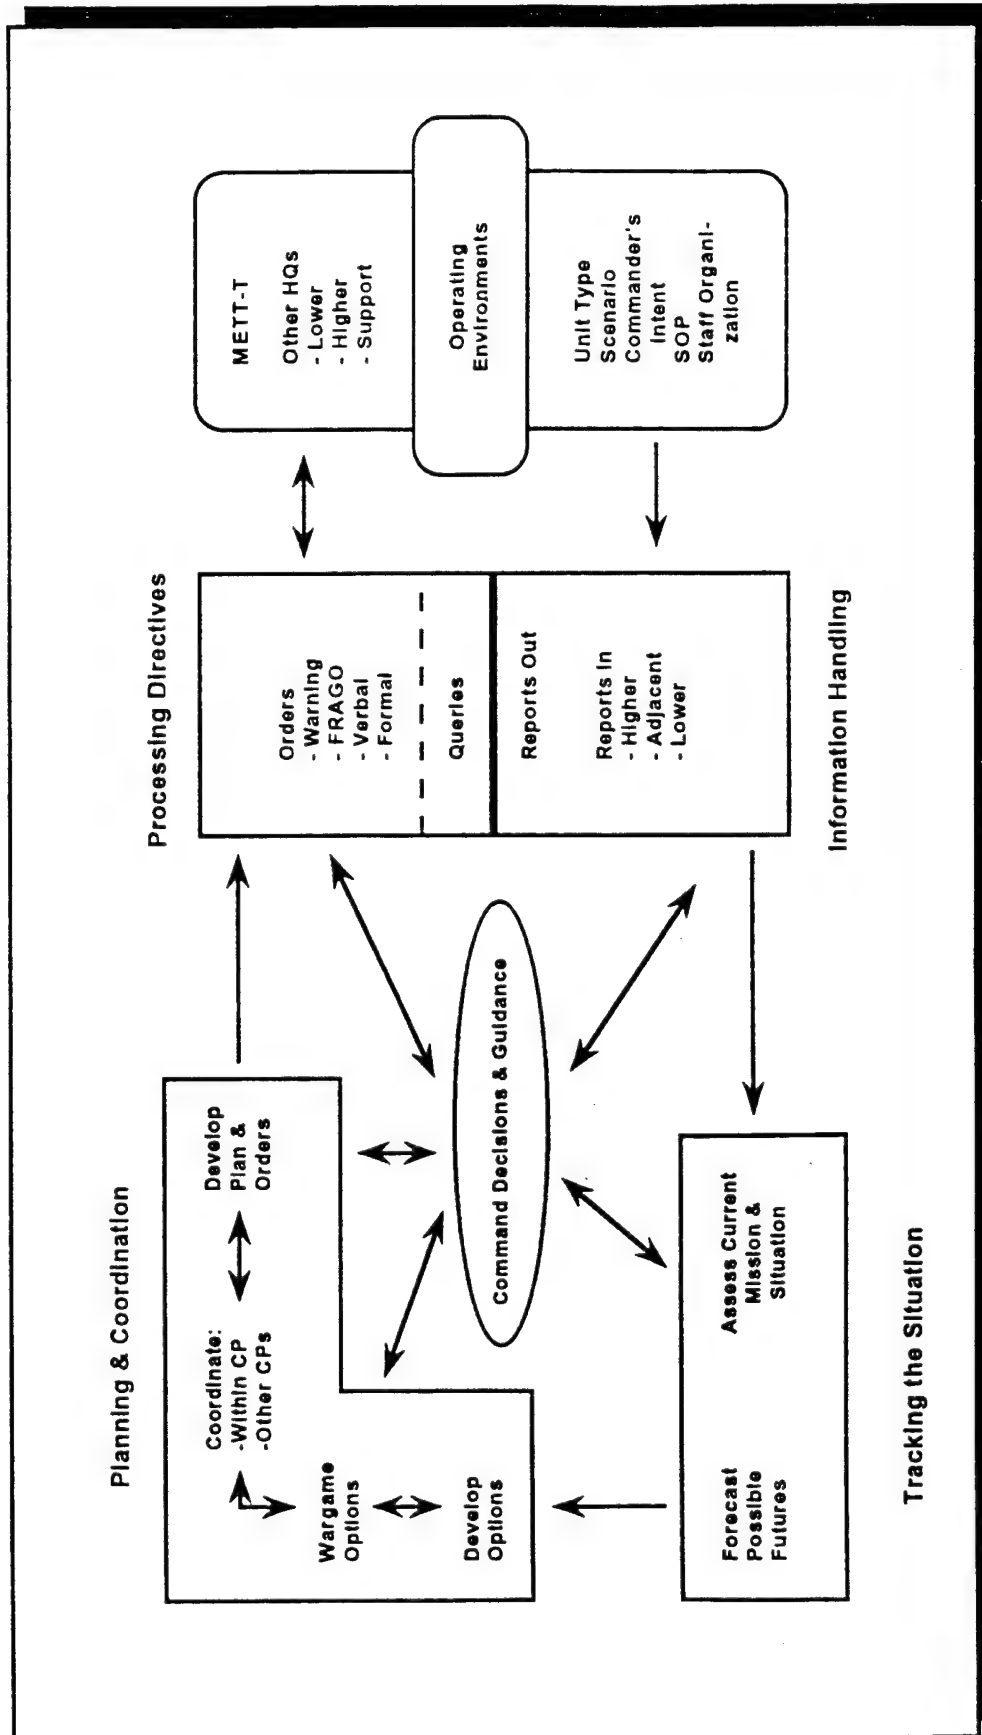 Planning & Coordination
Coordinate:
-Within CP
-Other CPs
Develop
Plan &
Orders
Wargame
Options
Develop
Options
Processing Directives
Orders
- Warning
- FRAGO
- Verbal
- Formal
Queries
Reports Out
Reports In
- Higher
- Adjacent
- Lower
Information Handling
METT-T
Other HQs
- Lower
- Higher
- Support
Operating
Environments
Unit Type
Scenario
Commander's
Intent
SOP
Staff Organi-
zation
Command Decisions & Guidance
Forecast
Possible
Futures
Assess Current
Mission &
Situation
Tracking the Situation